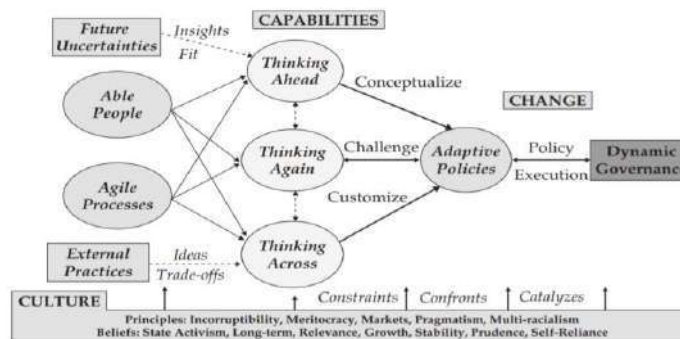 CAPABILITIES
Future
Uncertainties
Insights
Fit
Thinking
Ahead
Conceptualize
CHANGE
Able
People
Thinking
Again
Challenge
Adaptive
Policies
Policy
Execution
Dynamic
Governance
Agile
Processes
Customize
External
Practices
Ideas
Trade-offs
Thinking
Across
CULTURE
Constraints
Confronts
Catalyzes
Principles: Incorruptibility, Meritocracy, Markets, Pragmatism, Multi-racialism
Beliefs: State Activism, Long-term, Relevance, Growth, Stability, Prudence, Self-Reliance